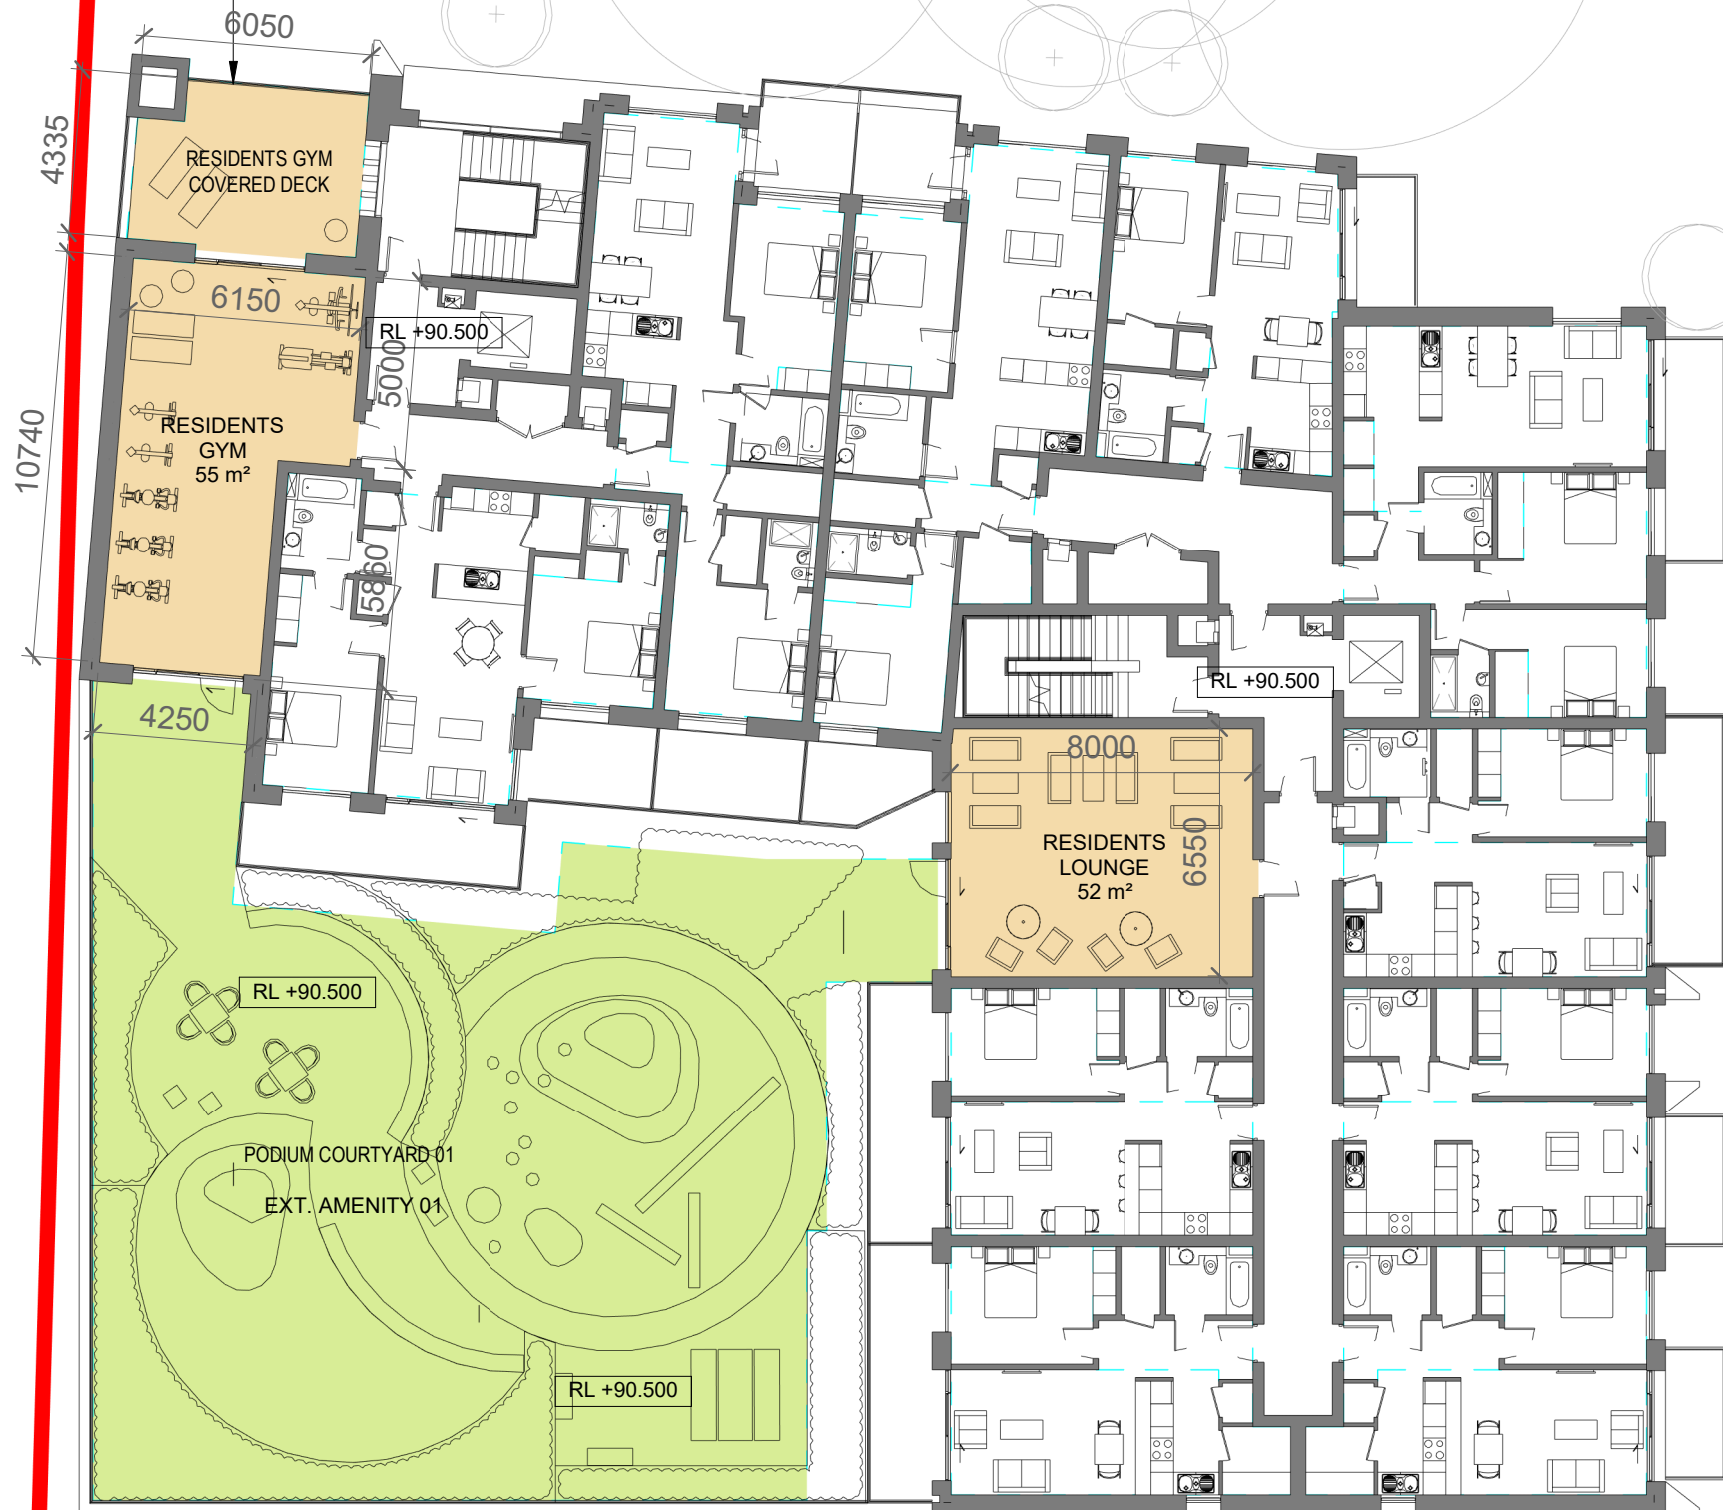 6050
4335
RESIDENTS GYM
COVERED DECK
6150
RL +90.500
5000
10740
RESIDENTS
GYM
55 m²
5860
RL +90.500
4250
8000
RESIDENTS
LOUNGE
52 m²
6550
RL +90.500
PODIUM COURTYARD 01
EXT. AMENITY 01
RL +90.500